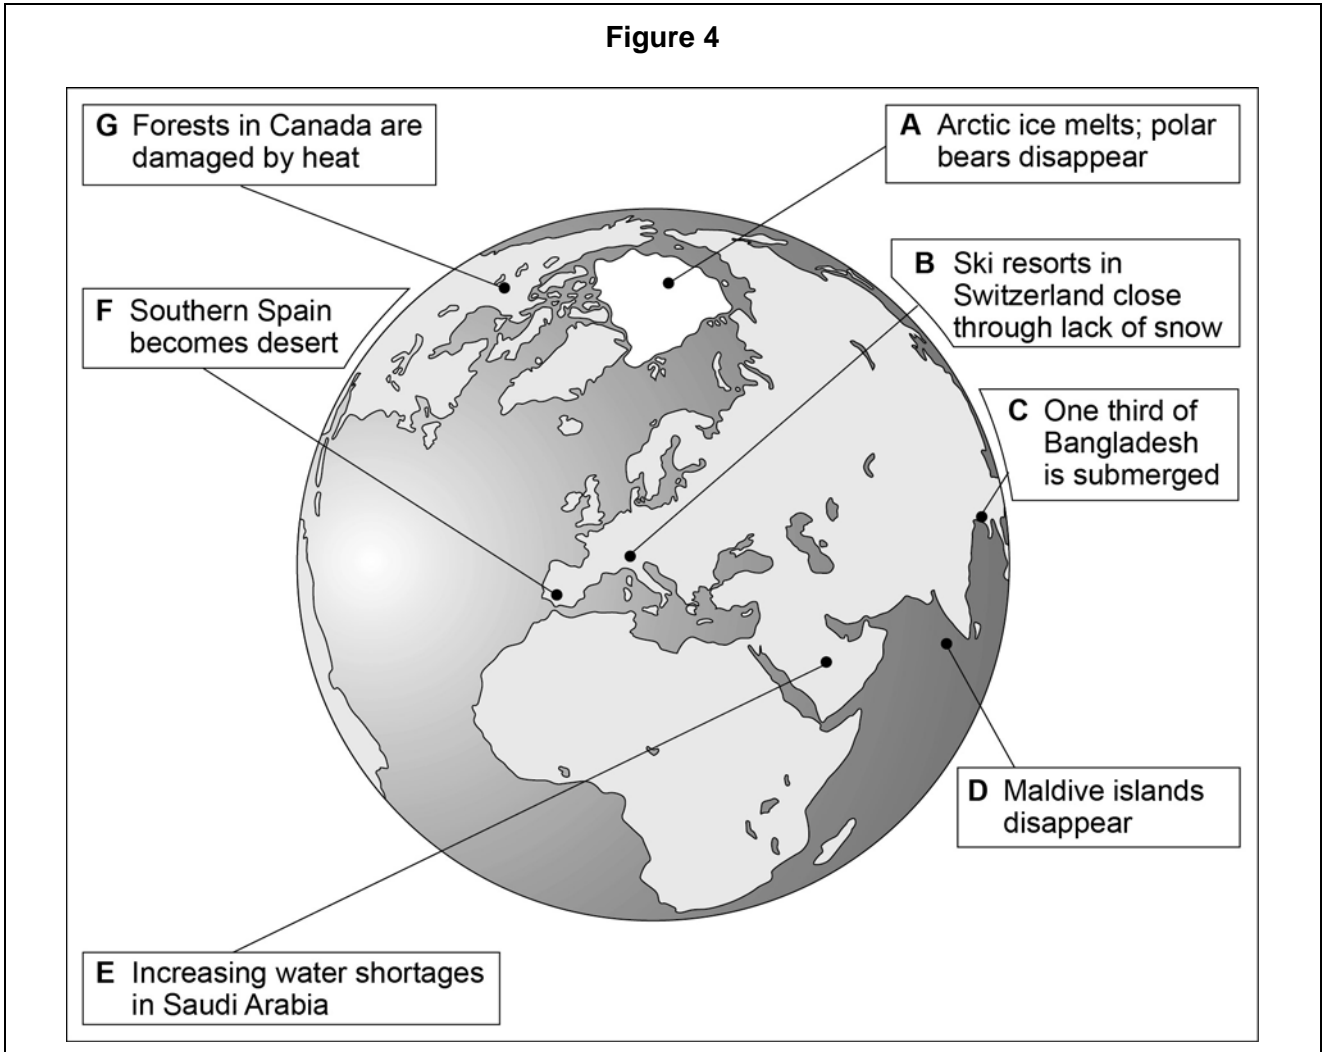 Figure 4
G Forests in Canada are
damaged by heat
A Arctic ice melts; polar
bears disappear
B Ski resorts in
Switzerland close
through lack of snow
F Southern Spain
becomes desert
C One third of
Bangladesh
is submerged
D Maldive islands
disappear
E Increasing water shortages
in Saudi Arabia